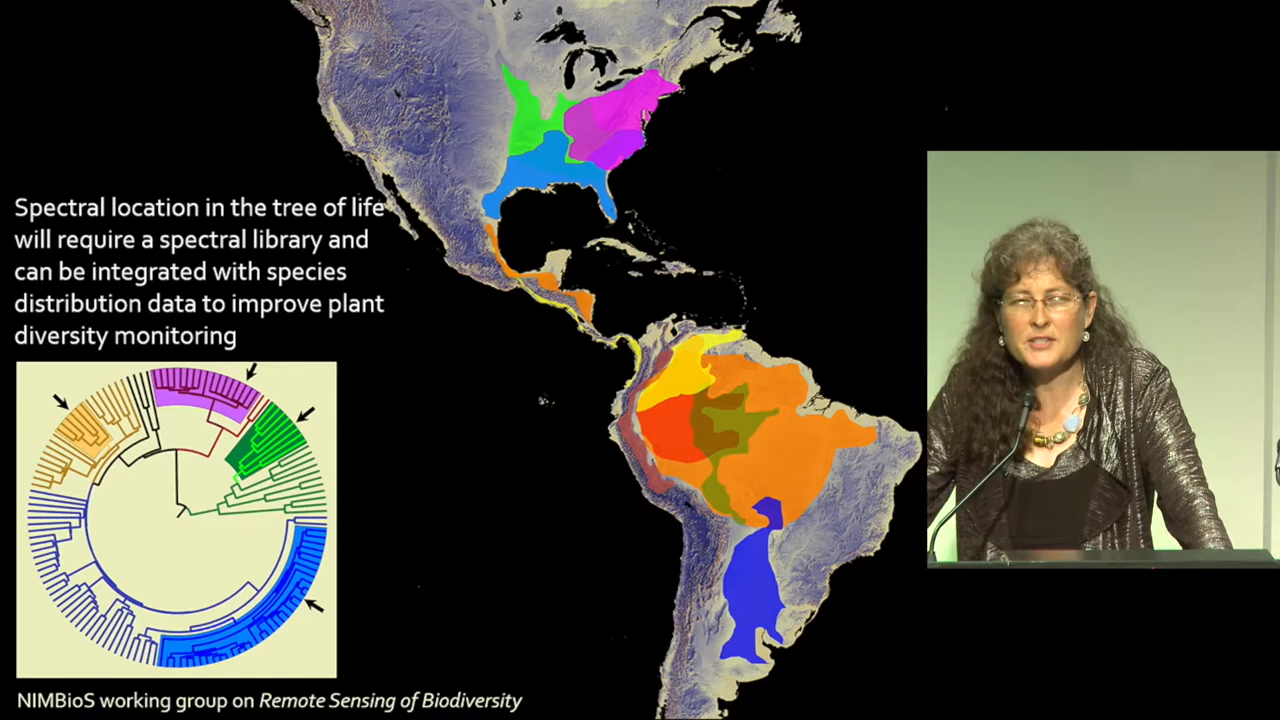 Spectral location in the tree of life
will require a spectral library and
can be integrated with species
distribution data to improve plant
diversity monitoring
NIMBioS working group on Remote Sensing of Biodiversity